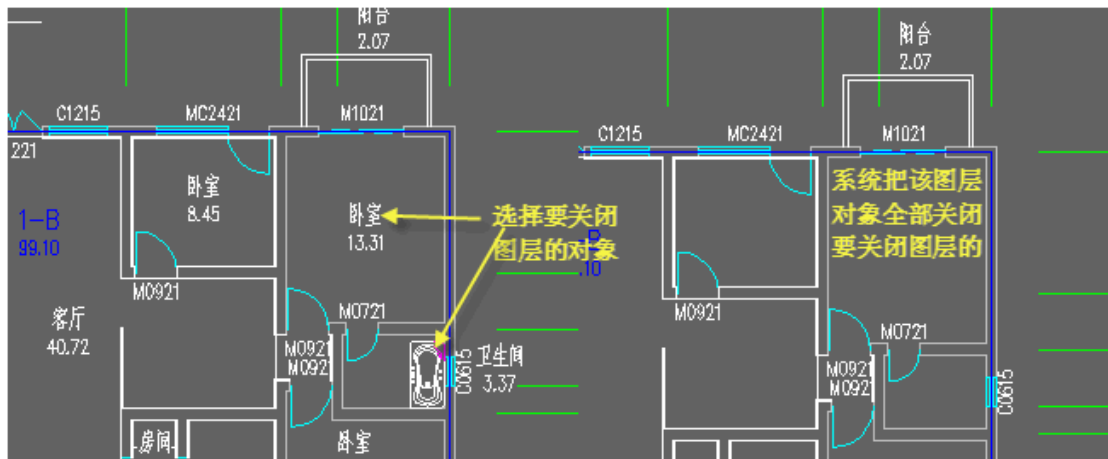 阳台
2.07
C1215
MC2421
M1021
221
卧室
8.45
1-B
99.10
卧室
13.31
选择要关闭
图层的对象
M0921
客厅
40.72
M0721
M0921
M092
C0615
卫生间
3.37
房间
卧室
阳台
2.07
C1215
MC2421
M1021
系统把该图层
对象全部关闭
要关闭图层的
.10
M0921
M0721
M0921
M092
C0615